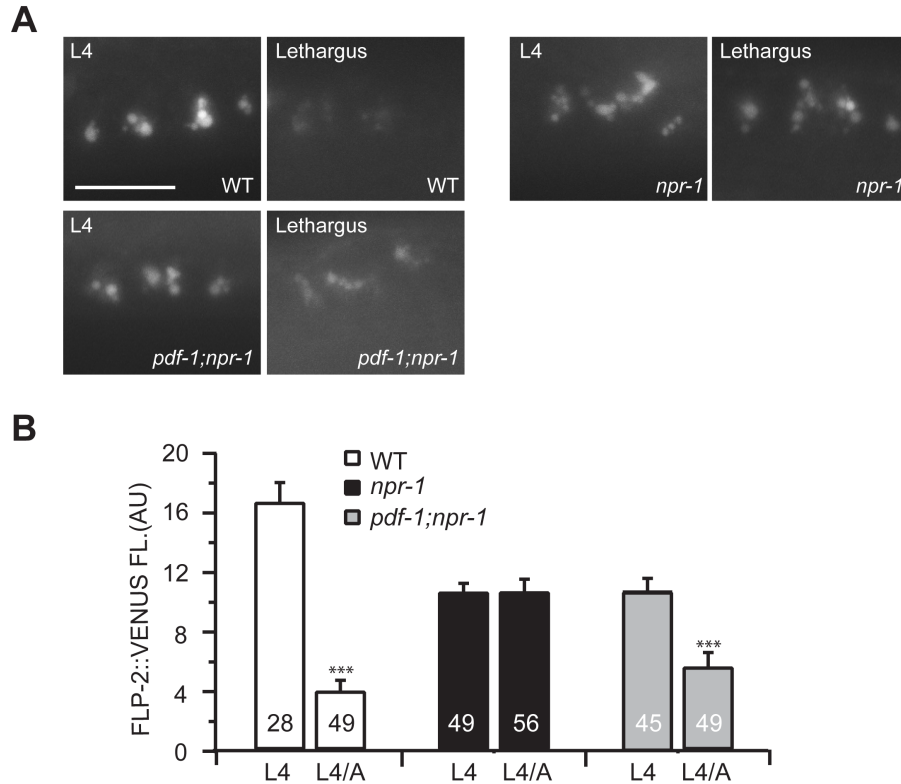 A
L4
WT
Lethargus
WT
L4
npr-1
Lethargus
npr-1
L4
pdf-1;npr-1
Lethargus
pdf-1;npr-1
B
FLP-2::VENUS FL.(AU)
20
16
12
8
4
0
WT
npr-1
pdf-1;npr-1
28
***
49
49
56
45
***
49
L4 L4/A L4 L4/A L4 L4/A